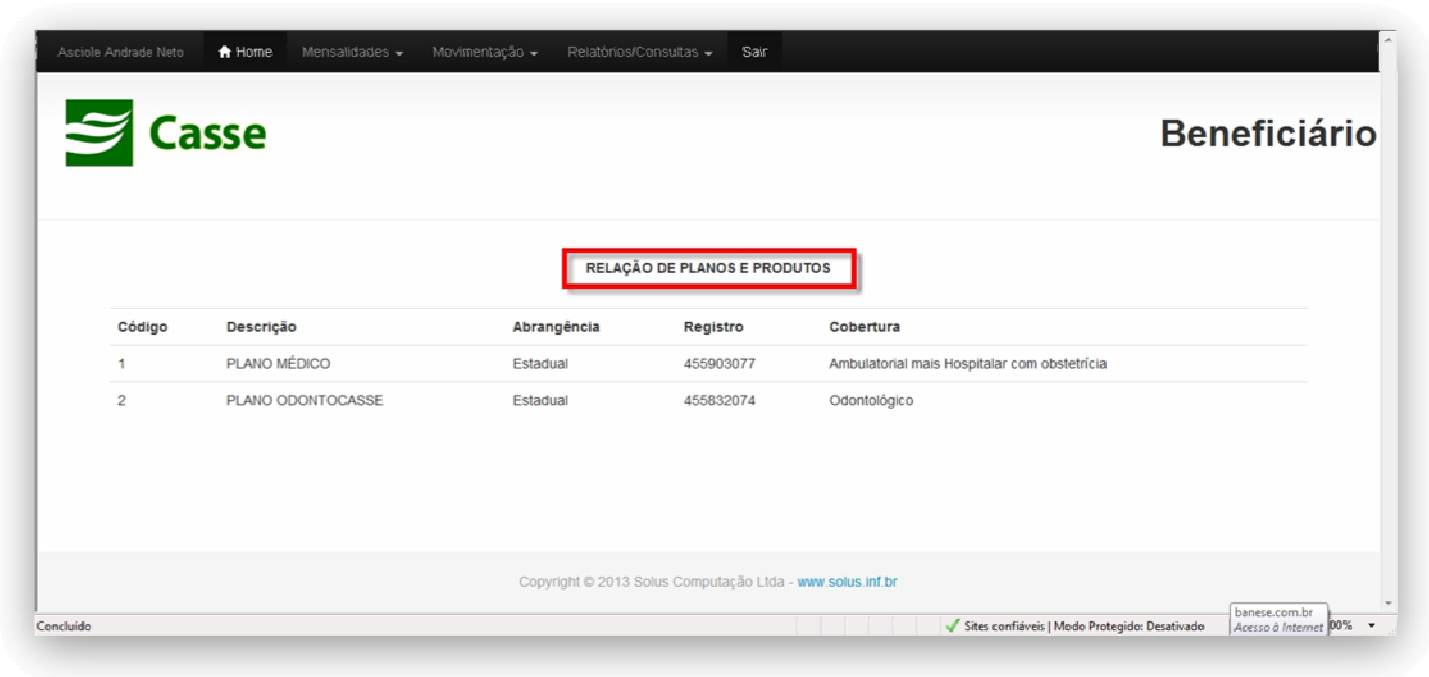 Asciole Andrade Neto Home Mensalidades Movimentação Relatórios/Consultas Sair
Casse
Beneficiário
RELAÇÃO DE PLANOS E PRODUTOS
Código Descrição Abrangência Registro Cobertura
1 PLANO MÉDICO Estadual 455903077 Ambulatorial mais Hospitalar com obstetrícia
2 PLANO ODONTOCASSE Estadual 455832074 Odontológico
Copyright © 2013 Solus Computação Ltda - www.solus.inf.br
banese.com.br
Concluído Sites confiáveis | Modo Protegido: Desativado Acesso à Internet 00%